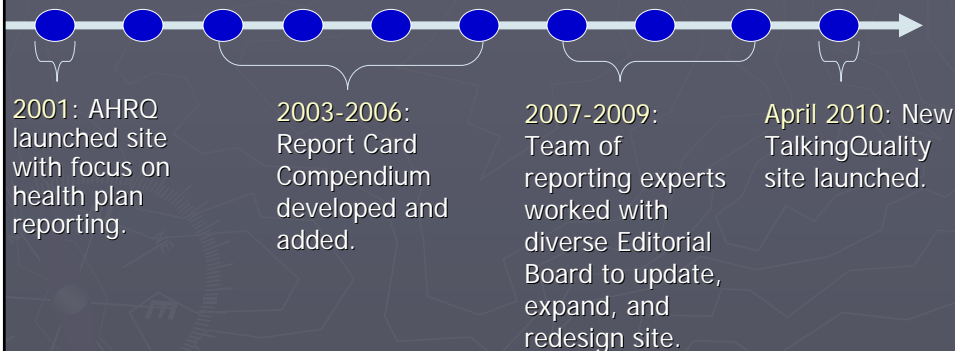 2001: AHRQ
launched site
with focus on
health plan
reporting.
2003-2006:
Report Card
Compendium
developed and
added.
2007-2009:
Team of
reporting experts
worked with
diverse Editorial
Board to update,
expand, and
redesign site.
April 2010: New
TalkingQuality
site launched.